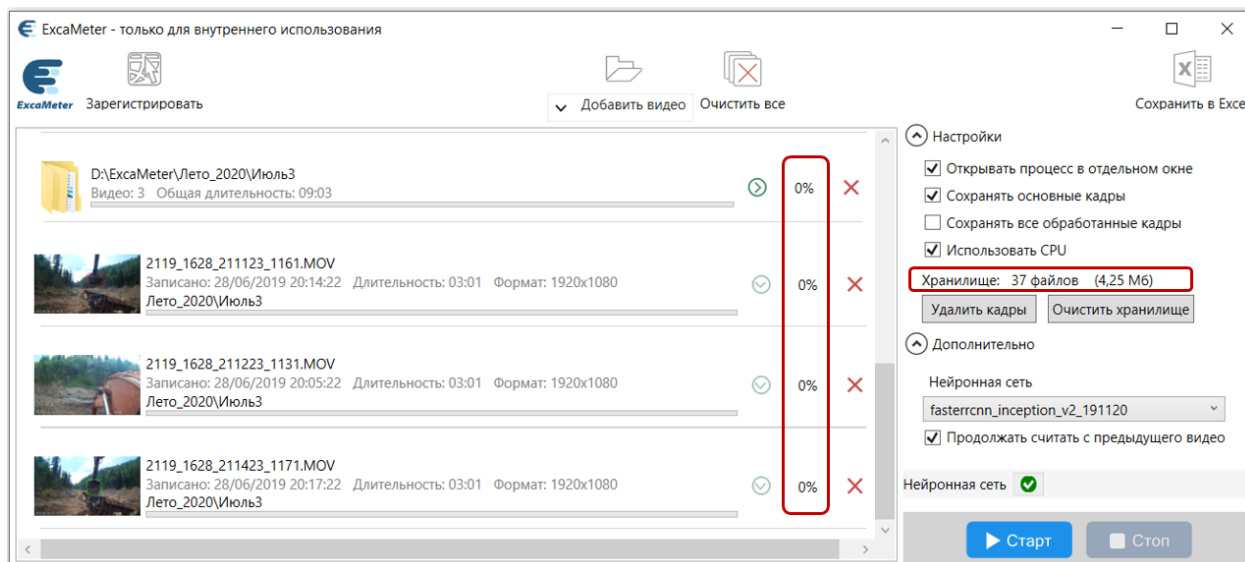 ExcaMeter - только для внутреннего использования
ExcaMeter
Зарегистрировать
Добавить видео
Очистить все
Сохранить в Exce
D:\ExcaMeter\Лето_2020\Июль3
Видео: 3 Общая длительность: 09:03
0%
2119_1628_211123_1161.MOV
Записано: 28/06/2019 20:14:22 Длительность: 03:01 Формат: 1920x1080
Лето_2020\Июль3
0%
2119_1628_211223_1131.MOV
Записано: 28/06/2019 20:05:22 Длительность: 03:01 Формат: 1920x1080
Лето_2020\Июль3
0%
2119_1628_211423_1171.MOV
Записано: 28/06/2019 20:17:22 Длительность: 03:01 Формат: 1920x1080
Лето_2020\Июль3
0%
Настройки
Открывать процесс в отдельном окне
Сохранять основные кадры
Сохранять все обработанные кадры
Использовать CPU
Хранилище: 37 файлов (4,25 Мб)
Удалить кадры
Очистить хранилище
Дополнительно
Нейронная сеть
fasterrcnn_inception_v2_191120
Продолжать считать с предыдущего видео
Нейронная сеть
Старт
Стоп